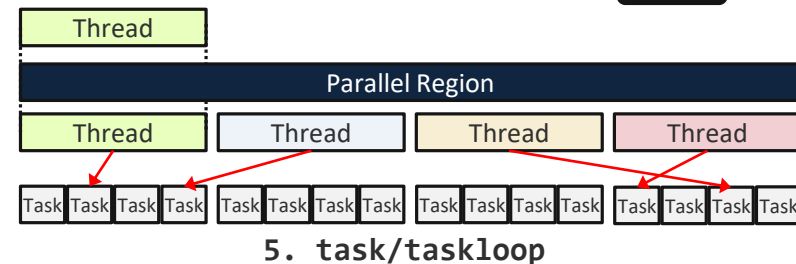 Thread
Parallel Region
Thread Thread Thread Thread
Task Task Task Task Task Task Task Task Task Task Task Task Task Task Task Task
5. task/taskloop